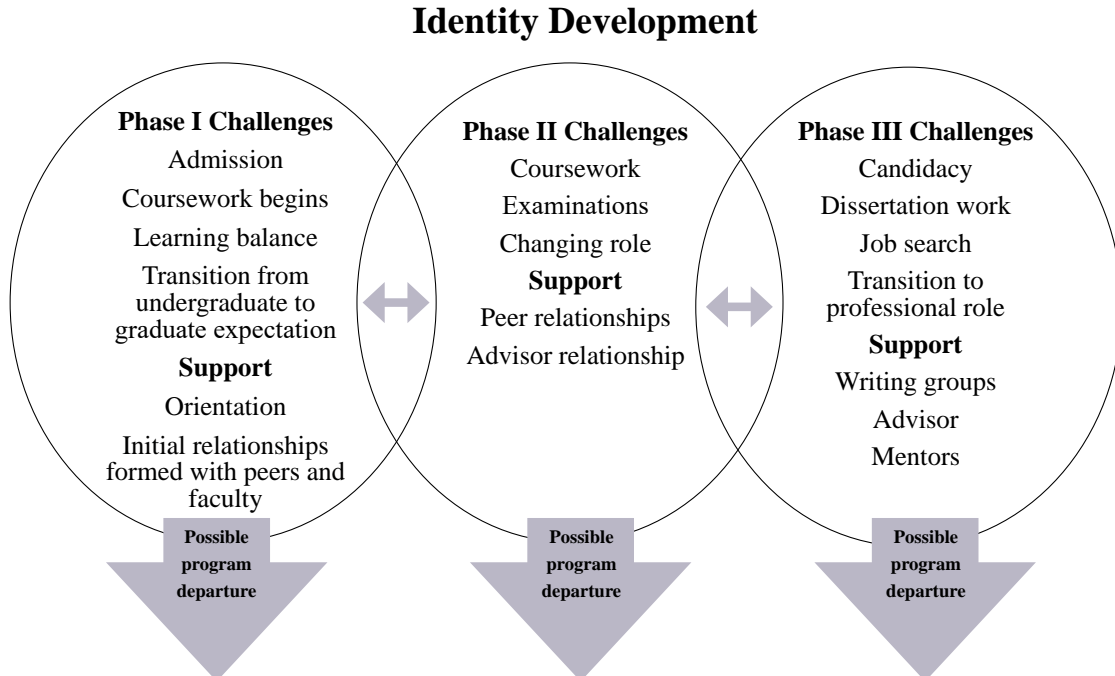 Identity Development
Phase I Challenges
Admission
Coursework begins
Learning balance
Transition from
undergraduate to
graduate expectation
Support
Orientation
Initial relationships
formed with peers and
faculty
Possible
program
departure
Phase II Challenges
Coursework
Examinations
Changing role
Support
Peer relationships
Advisor relationship
Possible
program
departure
Phase III Challenges
Candidacy
Dissertation work
Job search
Transition to
professional role
Support
Writing groups
Advisor
Mentors
Possible
program
departure